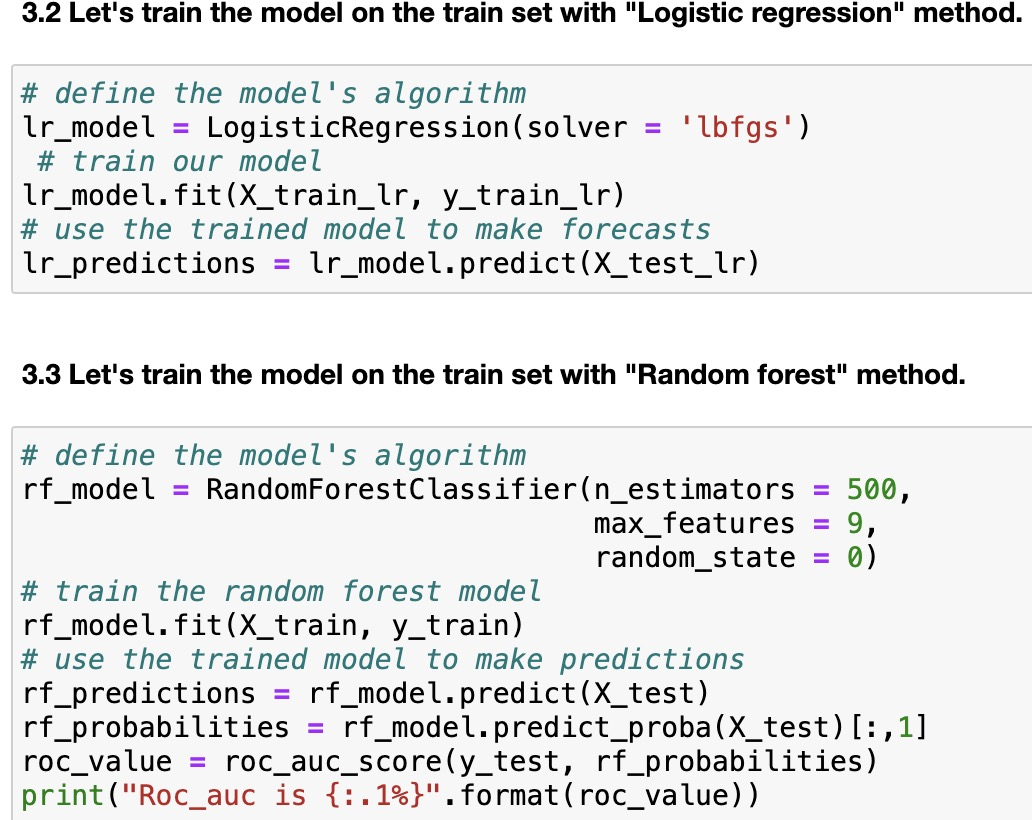 3.2 Let's train the model on the train set with "Logistic regression" method.
# define the model's algorithm
lr_model = LogisticRegression(solver = 'lbfgs')
 # train our model
lr_model.fit(X_train_lr, y_train_lr)
# use the trained model to make forecasts
lr_predictions = lr_model.predict(X_test_lr)
3.3 Let's train the model on the train set with "Random forest" method.
# define the model's algorithm
rf_model = RandomForestClassifier(n_estimators = 500,
                                  max_features = 9,
                                  random_state = 0)
# train the random forest model
rf_model.fit(X_train, y_train)
# use the trained model to make predictions
rf_predictions = rf_model.predict(X_test)
rf_probabilities = rf_model.predict_proba(X_test)[:,1]
roc_value = roc_auc_score(y_test, rf_probabilities)
print("Roc_auc is {:.1%}".format(roc_value))